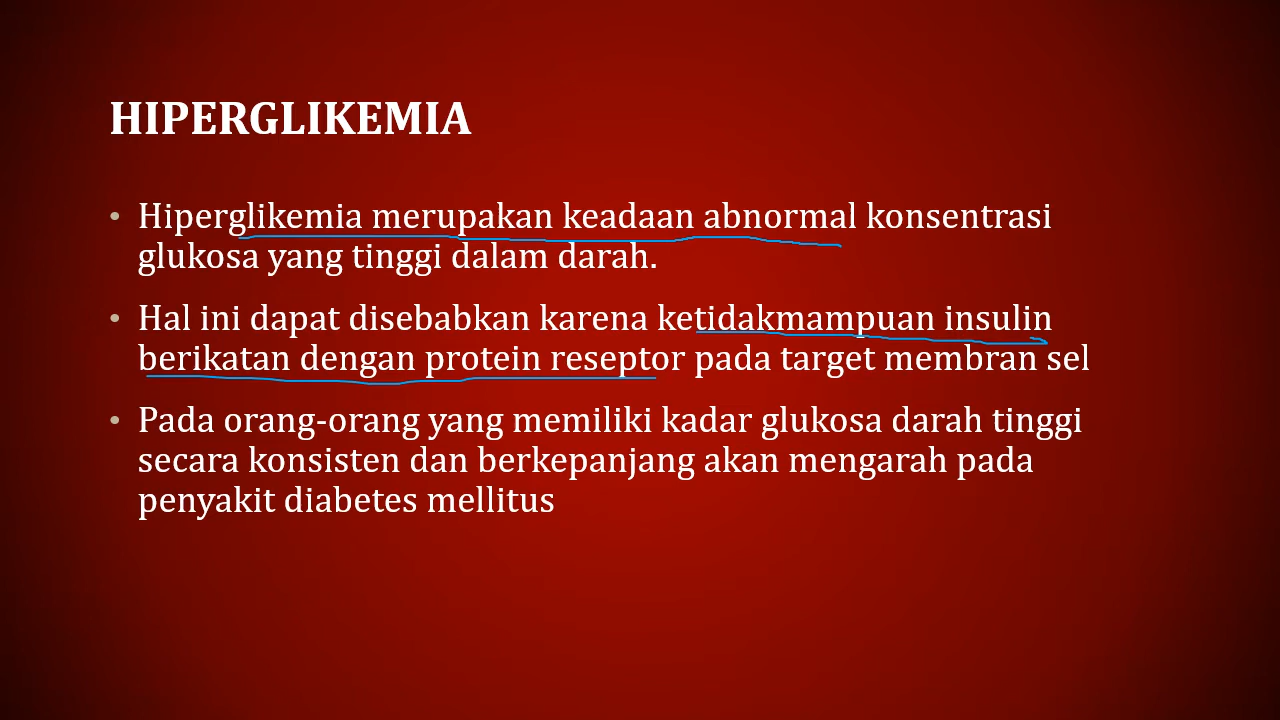 HIPERGLIKEMIA
• Hiperglikemia merupakan keadaan abnormal konsentrasi
glukosa yang tinggi dalam darah.
• Hal ini dapat disebabkan karena ketidakmampuan insulin
berikatan dengan protein reseptor pada target membran sel
• Pada orang-orang yang memiliki kadar glukosa darah tinggi
secara konsisten dan berkepanjang akan mengarah pada
penyakit diabetes mellitus